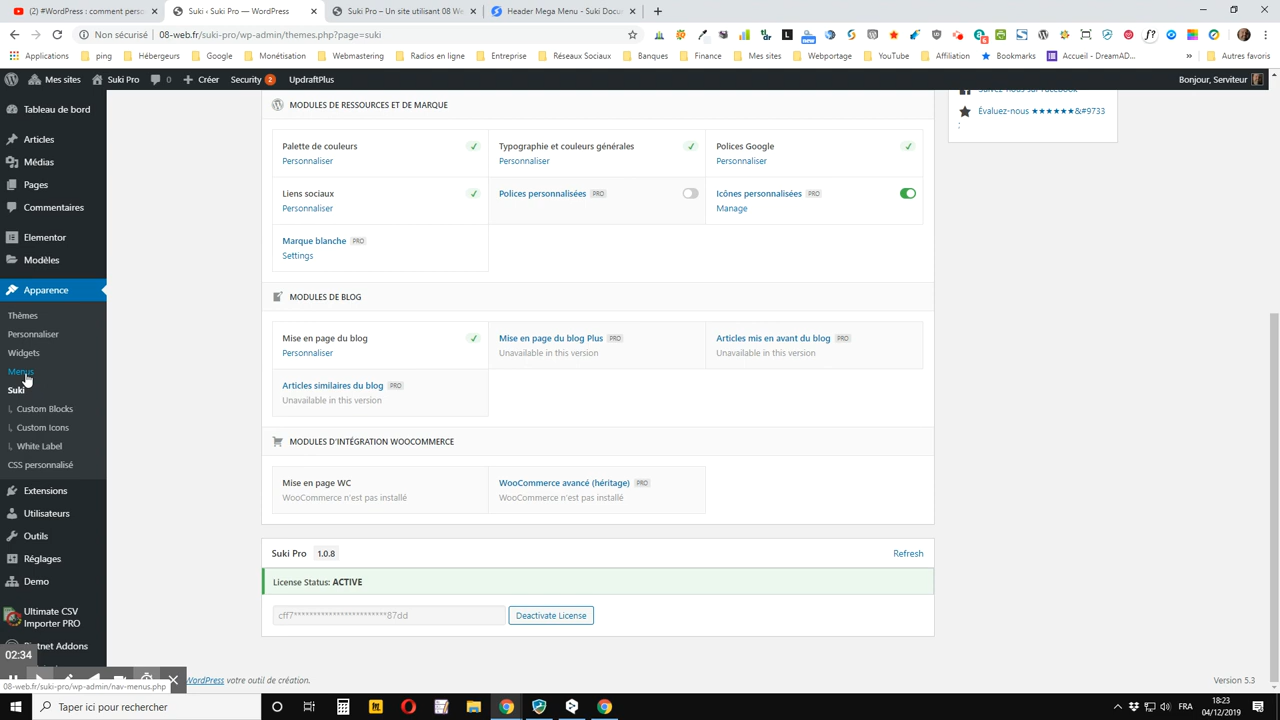 (2) #WordPress : comment person
Suki ‹ Suki Pro — WordPress
Suki Pro – Un site utilisant 08 We
Header Mega Menu - Suki Docu
Non sécurisé
08-web.fr/suki-pro/wp-admin/themes.php?page=suki
Applications
ping
Hébergeurs
Google
Monétisation
Webmastering
Radios en ligne
Entreprise
Réseaux Sociaux
Banques
Finance
Mes sites
Webportage
YouTube
Affiliation
Bookmarks
Accueil - DreamAD...
»
Autres favoris
Mes sites
Suki Pro
0
Créer
Security 2
UpdraftPlus
Bonjour, Serviteur
Tableau de bord
Articles
Médias
Pages
Commentaires
Elementor
Modèles
Apparence
Thèmes
Personnaliser
Widgets
Menus
Suki
Custom Blocks
Custom Icons
White Label
CSS personnalisé
Extensions
Utilisateurs
Outils
Réglages
Demo
Ultimate CSV
Importer PRO
Piotnet Addons
02:34
08-web.fr/suki-pro/wp-admin/nav-menus.php
MODULES DE RESSOURCES ET DE MARQUE
Palette de couleurs
Personnaliser
Typographie et couleurs générales
Personnaliser
Polices Google
Personnaliser
Liens sociaux
Personnaliser
Polices personnalisées PRO
Icônes personnalisées PRO
Manage
Marque blanche PRO
Settings
MODULES DE BLOG
Mise en page du blog
Personnaliser
Mise en page du blog Plus PRO
Unavailable in this version
Articles mis en avant du blog PRO
Unavailable in this version
Articles similaires du blog PRO
Unavailable in this version
MODULES D'INTÉGRATION WOOCOMMERCE
Mise en page WC
WooCommerce n'est pas installé
WooCommerce avancé (héritage) PRO
WooCommerce n'est pas installé
Suki Pro 1.0.8
Refresh
License Status: ACTIVE
cff7************************87dd
Deactivate License
Suivez-nous sur Facebook
Évaluez-nous ★★★★★★&#9733
;
WordPress votre outil de création.
Version 5.3
Taper ici pour rechercher
FRA
18:23
04/12/2019